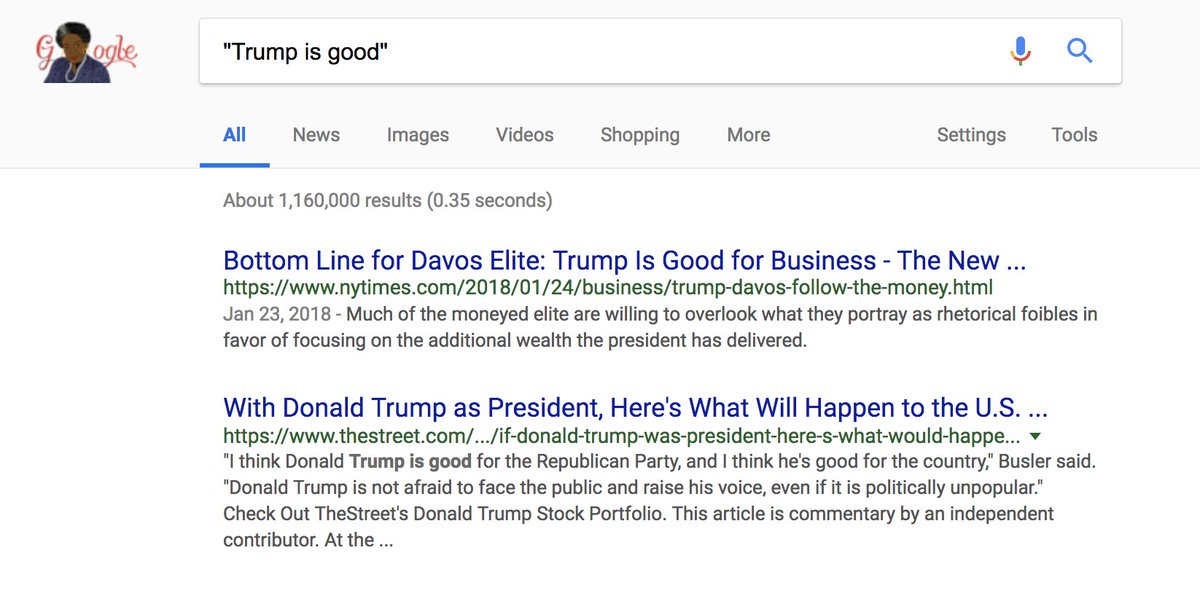 Google
"Trump is good"
All News Images Videos Shopping More Settings Tools
About 1,160,000 results (0.35 seconds)
Bottom Line for Davos Elite: Trump Is Good for Business - The New ...
https://www.nytimes.com/2018/01/24/business/trump-davos-follow-the-money.html
Jan 23, 2018 - Much of the moneyed elite are willing to overlook what they portray as rhetorical foibles in
favor of focusing on the additional wealth the president has delivered.
With Donald Trump as President, Here's What Will Happen to the U.S. ...
https://www.thestreet.com/.../if-donald-trump-was-president-here-s-what-would-happe...
"I think Donald Trump is good for the Republican Party, and I think he's good for the country," Busler said.
"Donald Trump is not afraid to face the public and raise his voice, even if it is politically unpopular."
Check Out TheStreet's Donald Trump Stock Portfolio. This article is commentary by an independent
contributor. At the ...